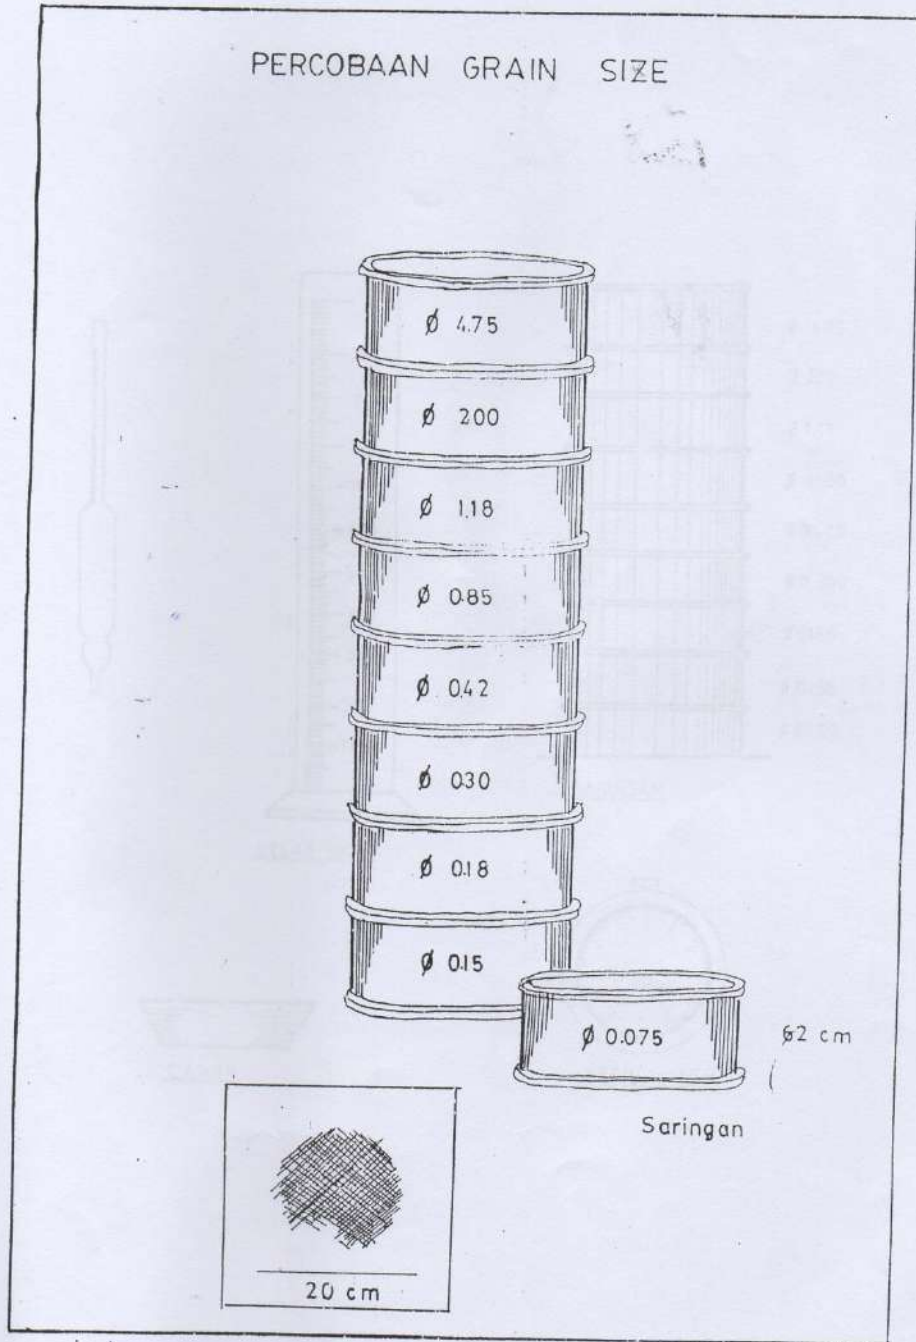 PERCOBAAN GRAIN SIZE
Ø 4.75
Ø 200
Ø 1.18
Ø 0.85
Ø 0.42
Ø 030
Ø 0.18
Ø 0.15
Ø 0.075
62 cm
Saringan
20 cm